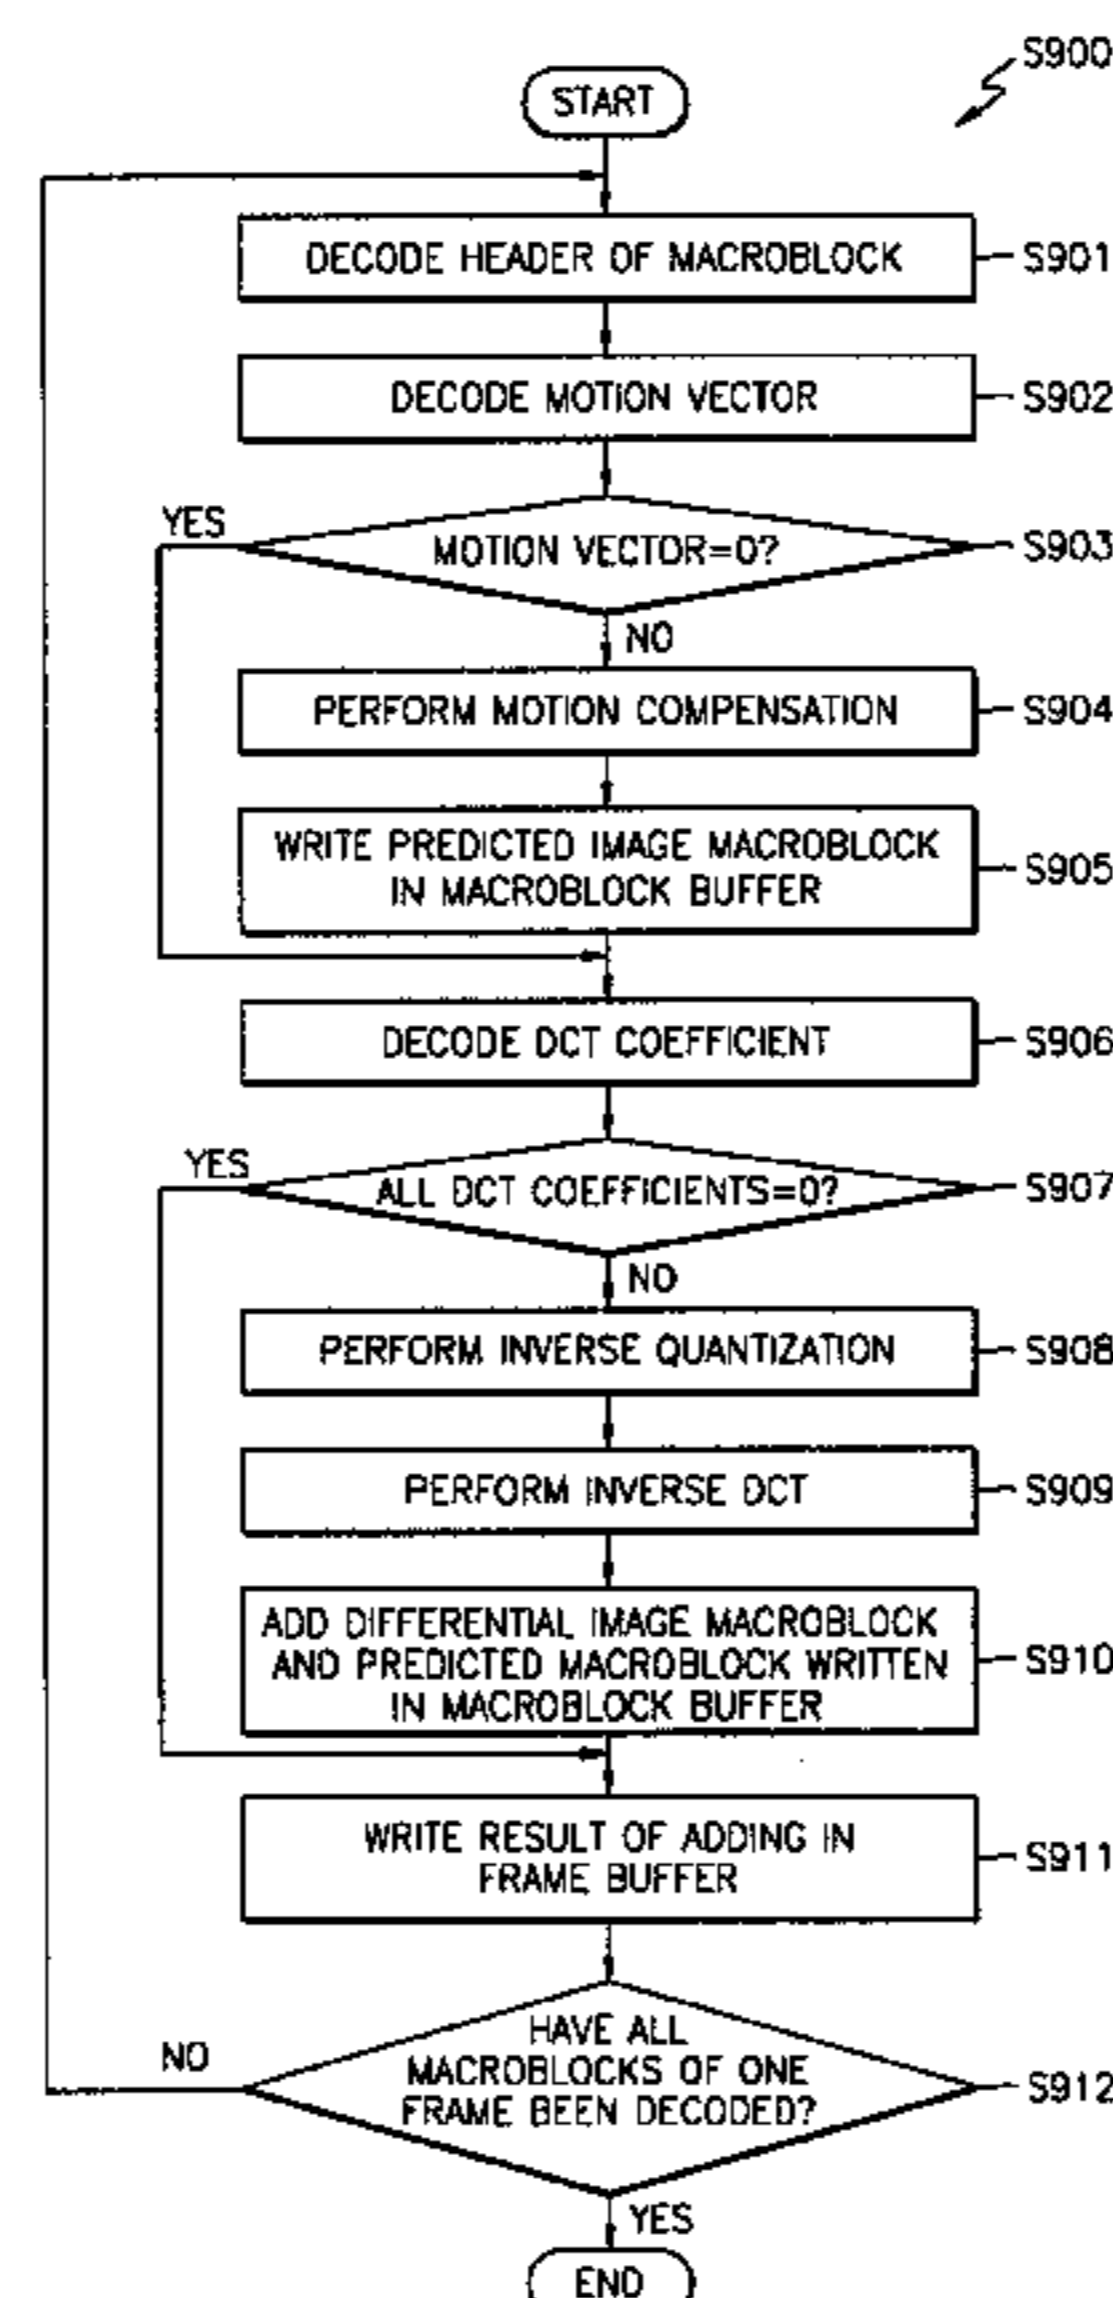 S900
START
DECODE HEADER OF MACROBLOCK
S901
DECODE MOTION VECTOR
S902
YES
MOTION VECTOR=0?
S903
NO
PERFORM MOTION COMPENSATION
S904
WRITE PREDICTED IMAGE MACROBLOCK
IN MACROBLOCK BUFFER
S905
DECODE DCT COEFFICIENT
S906
YES
ALL DCT COEFFICIENTS=0?
S907
NO
PERFORM INVERSE QUANTIZATION
S908
PERFORM INVERSE DCT
S909
ADD DIFFERENTIAL IMAGE MACROBLOCK
AND PREDICTED MACROBLOCK WRITTEN
IN MACROBLOCK BUFFER
S910
WRITE RESULT OF ADDING IN
FRAME BUFFER
S911
NO
HAVE ALL
MACROBLOCKS OF ONE
FRAME BEEN DECODED?
S912
YES
END